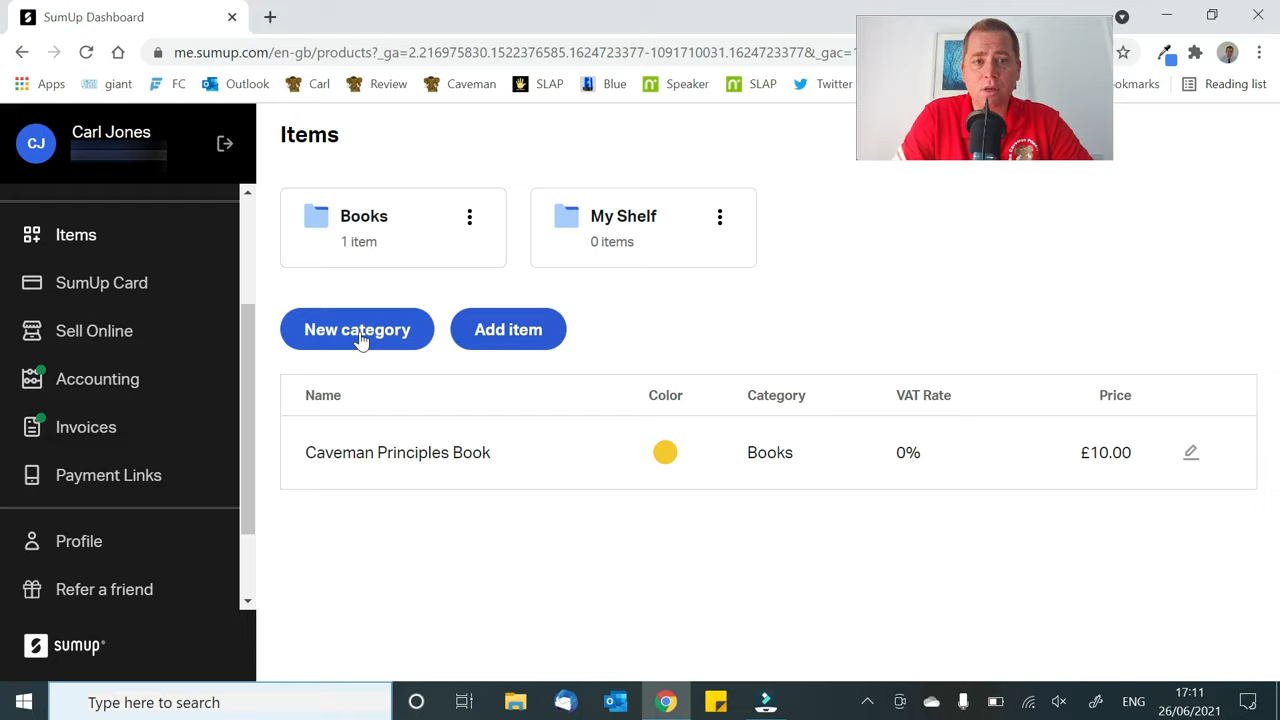 SumUp Dashboard
me.sumup.com/en-gb/products?_ga=2.216975830.1522376585.1624723377-1091710031.1624723377&_gac=1
Apps giant FC Outlook Carl Review Caveman SLAP Blue Speaker SLAP Twitter okmarks Reading list
CJ
Carl Jones
Items
SumUp Card
Sell Online
Accounting
Invoices
Payment Links
Profile
Refer a friend
sumup
Items
Books
1 item
My Shelf
0 items
New category
Add item
Name Color Category VAT Rate Price
Caveman Principles Book Books 0% £10.00
Type here to search
ENG
17:11
26/06/2021